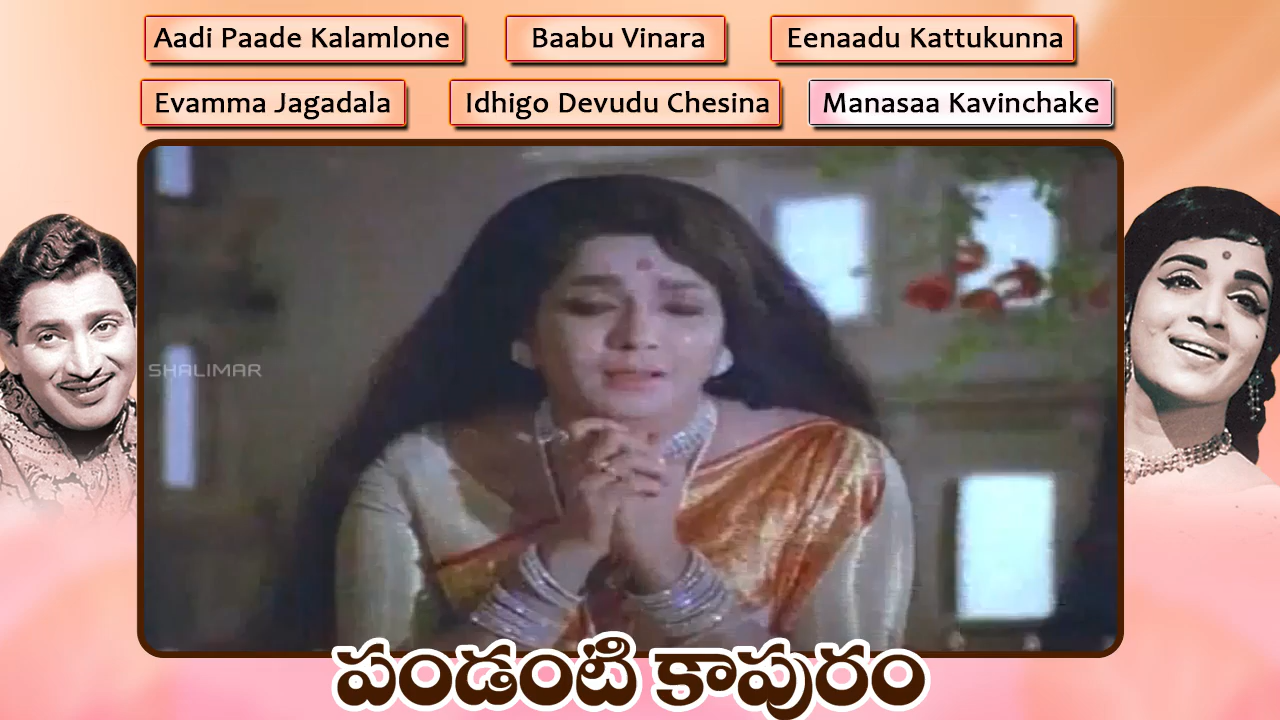 Aadi Paade Kalamlone Baabu Vinara Eenaadu Kattukunna
Evamma Jagadala Idhigo Devudu Chesina Manasaa Kavinchake
SHALIMAR
పండంటి కాపురం